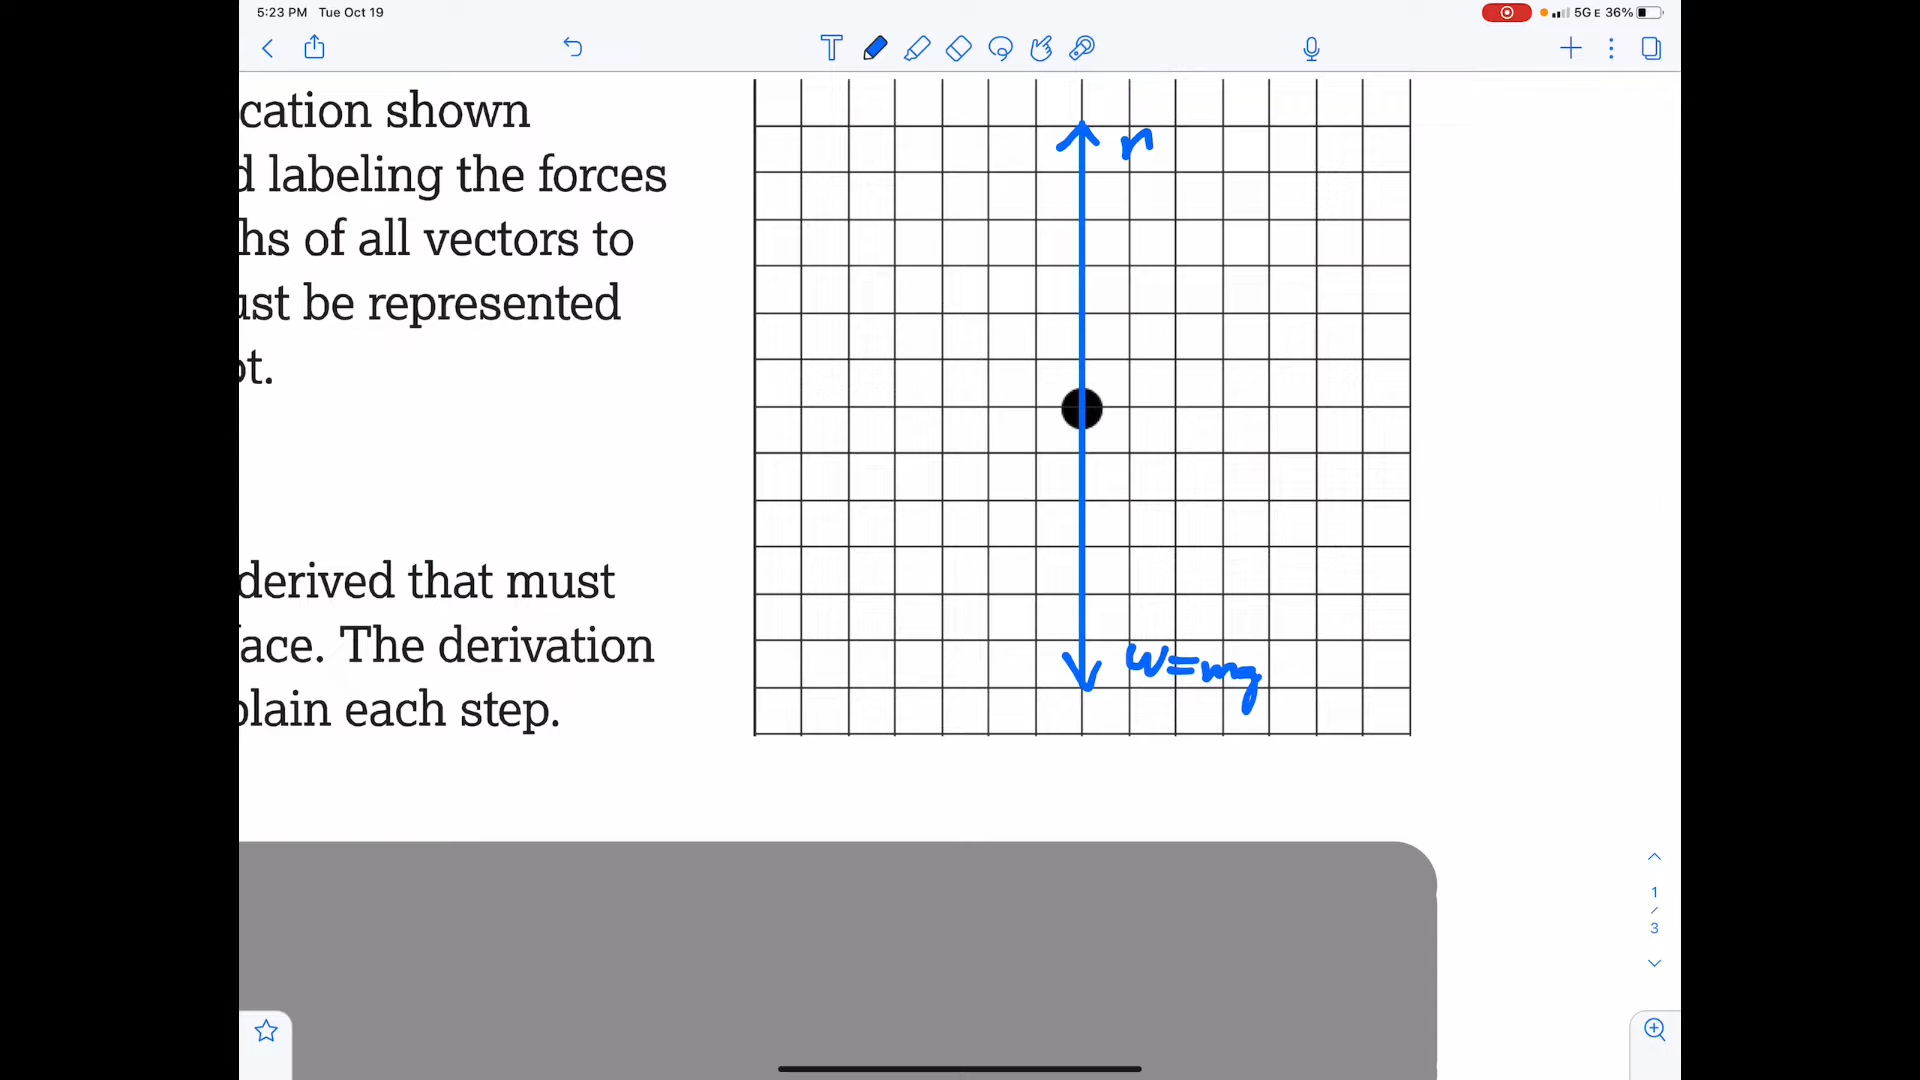 5:23 PM Tue Oct 19
5G E 36%
cation shown
d labeling the forces
hs of all vectors to
ust be represented
ot.
derived that must
face. The derivation
plain each step.
n
w=mg
1
/
3